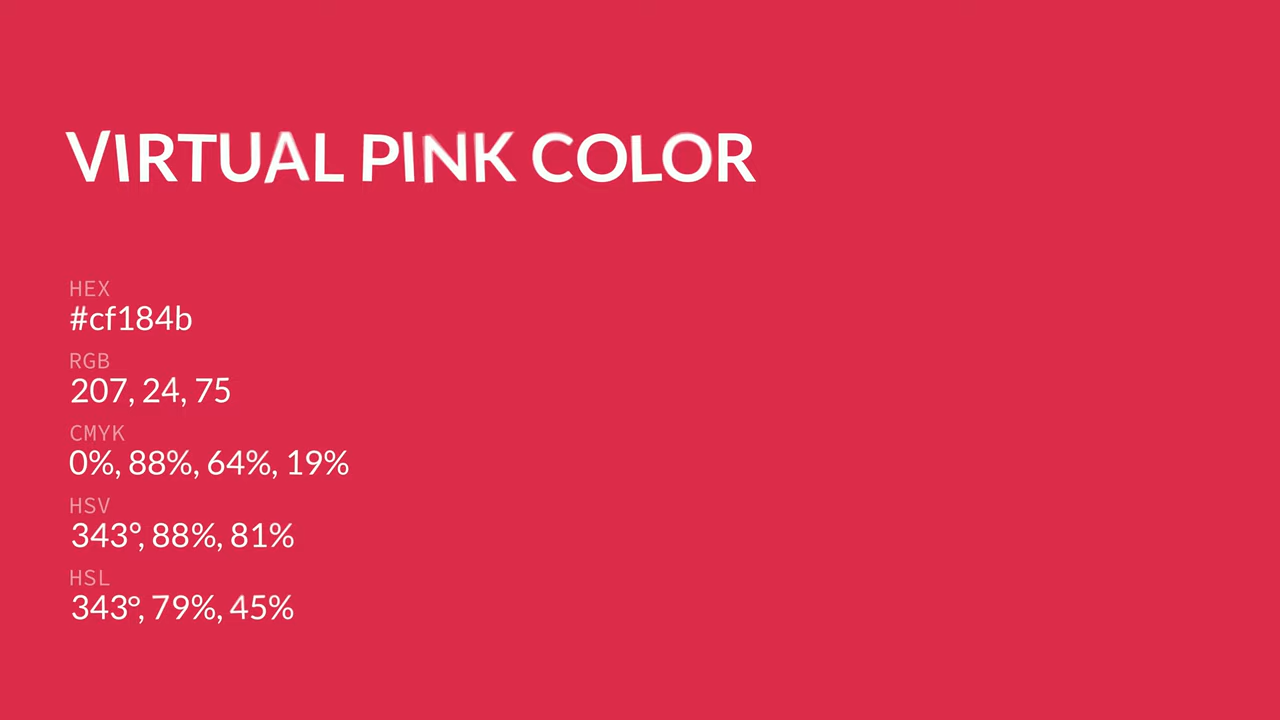 VIRTUAL PINK COLOR
HEX
#cf184b
RGB
207, 24, 75
CMYK
0%, 88%, 64%, 19%
HSV
343°, 88%, 81%
HSL
343°, 79%, 45%